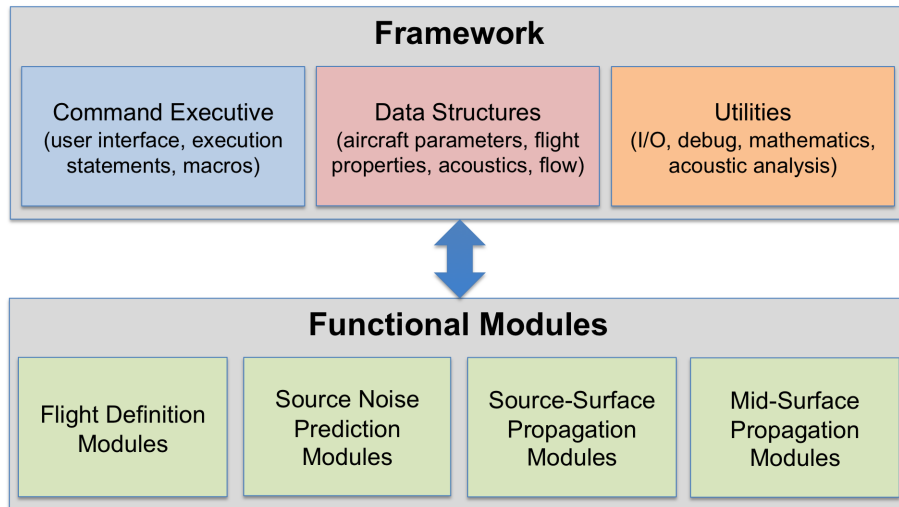 Framework
Command Executive
(user interface, execution
statements, macros)
Data Structures
(aircraft parameters, flight
properties, acoustics, flow)
Utilities
(I/O, debug, mathematics,
acoustic analysis)
Functional Modules
Flight Definition
Modules
Source Noise
Prediction
Modules
Source-Surface
Propagation
Modules
Mid-Surface
Propagation
Modules